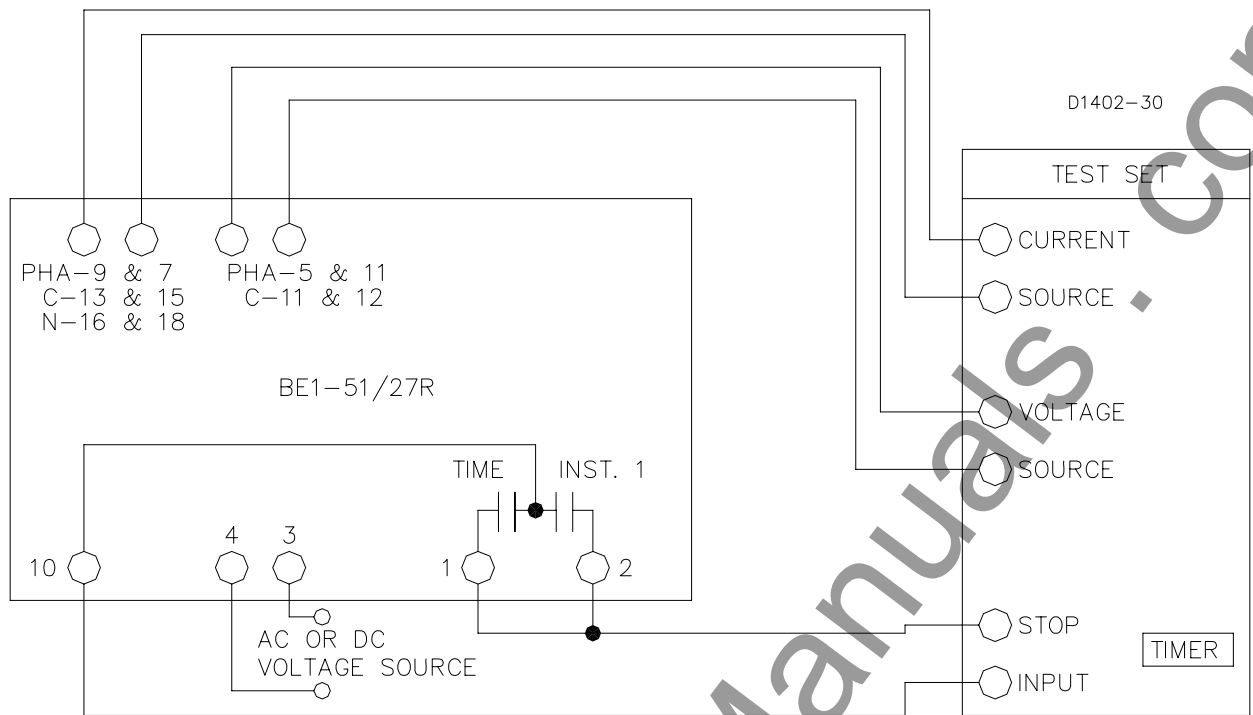 D1402-30
TEST SET
CURRENT
SOURCE
VOLTAGE
SOURCE
PHA-9 & 7
C-13 & 15
N-16 & 18
PHA-5 & 11
C-11 & 12
BE1-51/27R
TIME
INST. 1
10
4
3
1
2
AC OR DC
VOLTAGE SOURCE
STOP
INPUT
TIMER
Manuals . co